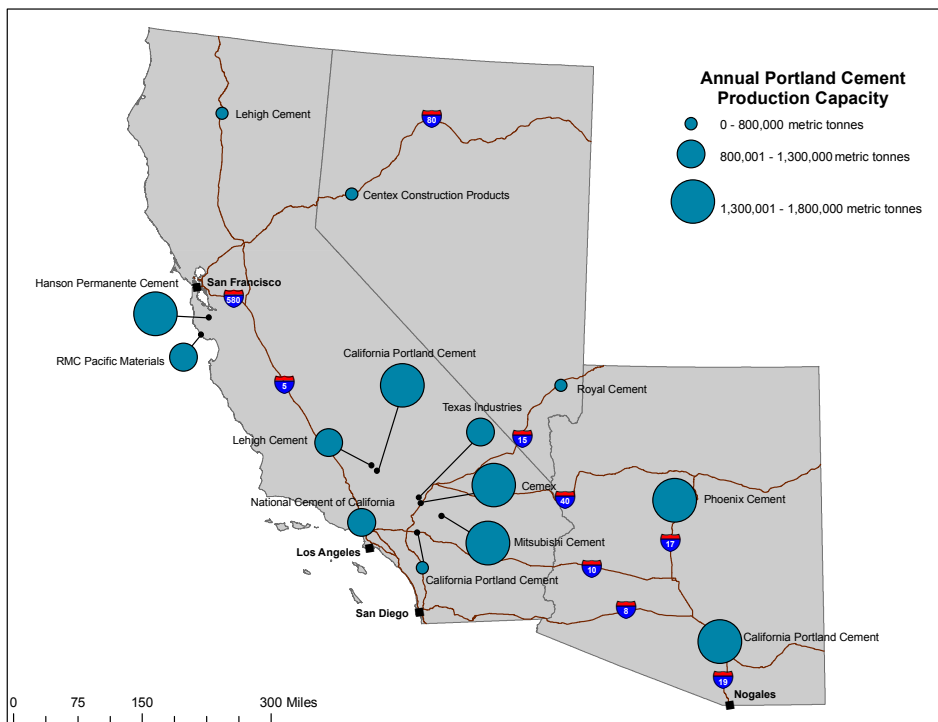 Annual Portland Cement
Production Capacity
0 - 800,000 metric tonnes
800,001 - 1,300,000 metric tonnes
1,300,001 - 1,800,000 metric tonnes
Lehigh Cement
80
Centex Construction Products
Hanson Permanente Cement
San Francisco
580
RMC Pacific Materials
California Portland Cement
5
Royal Cement
Texas Industries
Lehigh Cement
15
Cemex
40
Phoenix Cement
National Cement of California
Mitsubishi Cement
17
Los Angeles
10
California Portland Cement
San Diego
8
California Portland Cement
19
Nogales
0 75 150 300 Miles